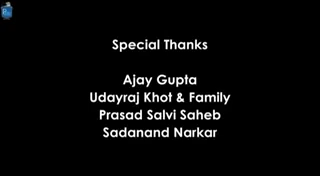 Special Thanks
Ajay Gupta
Udayraj Khot & Family
Prasad Salvi Saheb
Sadanand Narkar